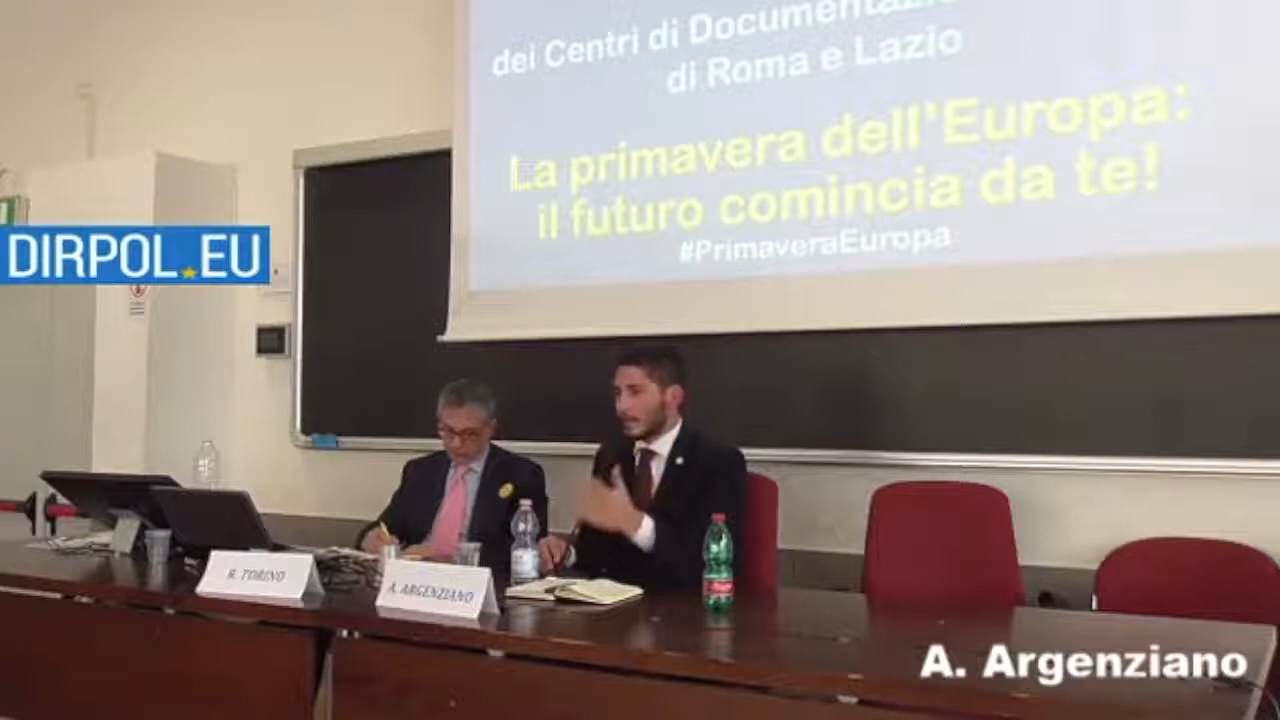 dei Centri di Documentazi
di Roma e Lazio
La primavera dell'Europa:
il futuro comincia da te!
#PrimaveraEuropa
DIRPOL.EU
R. TORINO
A. ARGENZIANO
A. Argenziano